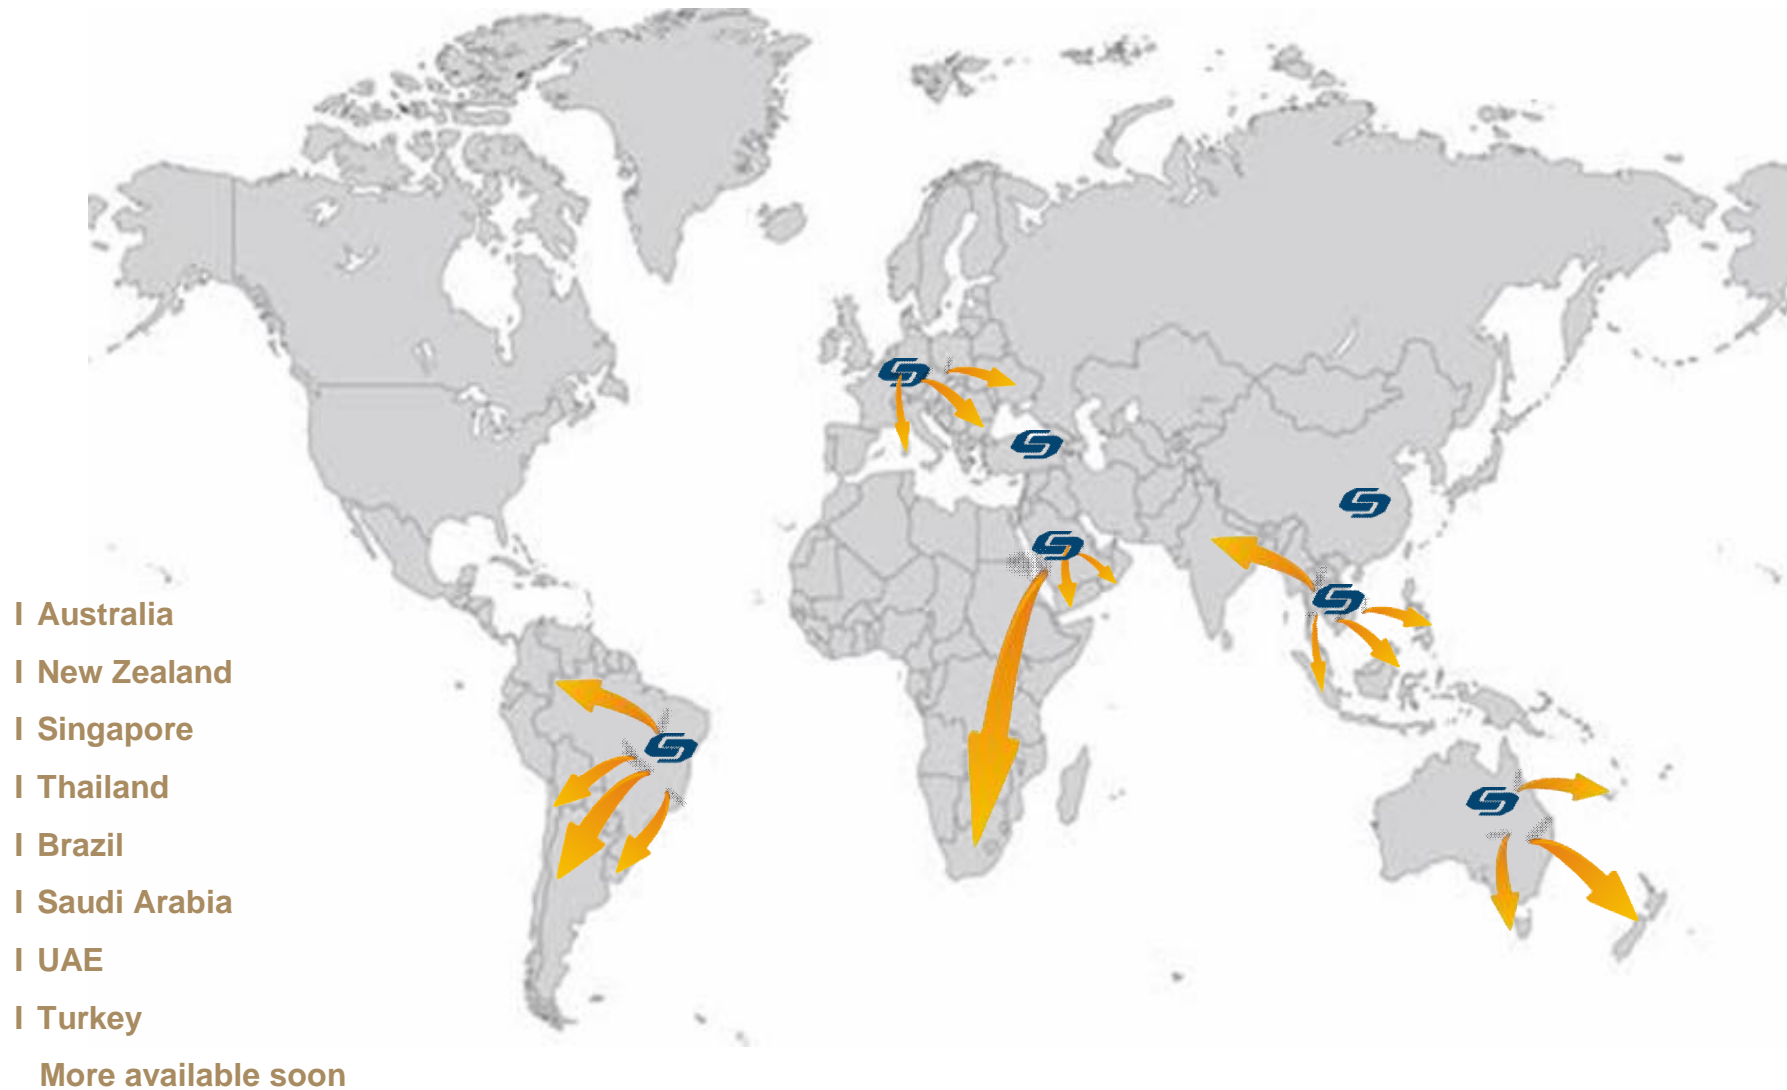 I Australia
I New Zealand
I Singapore
I Thailand
I Brazil
I Saudi Arabia
I UAE
I Turkey
More available soon